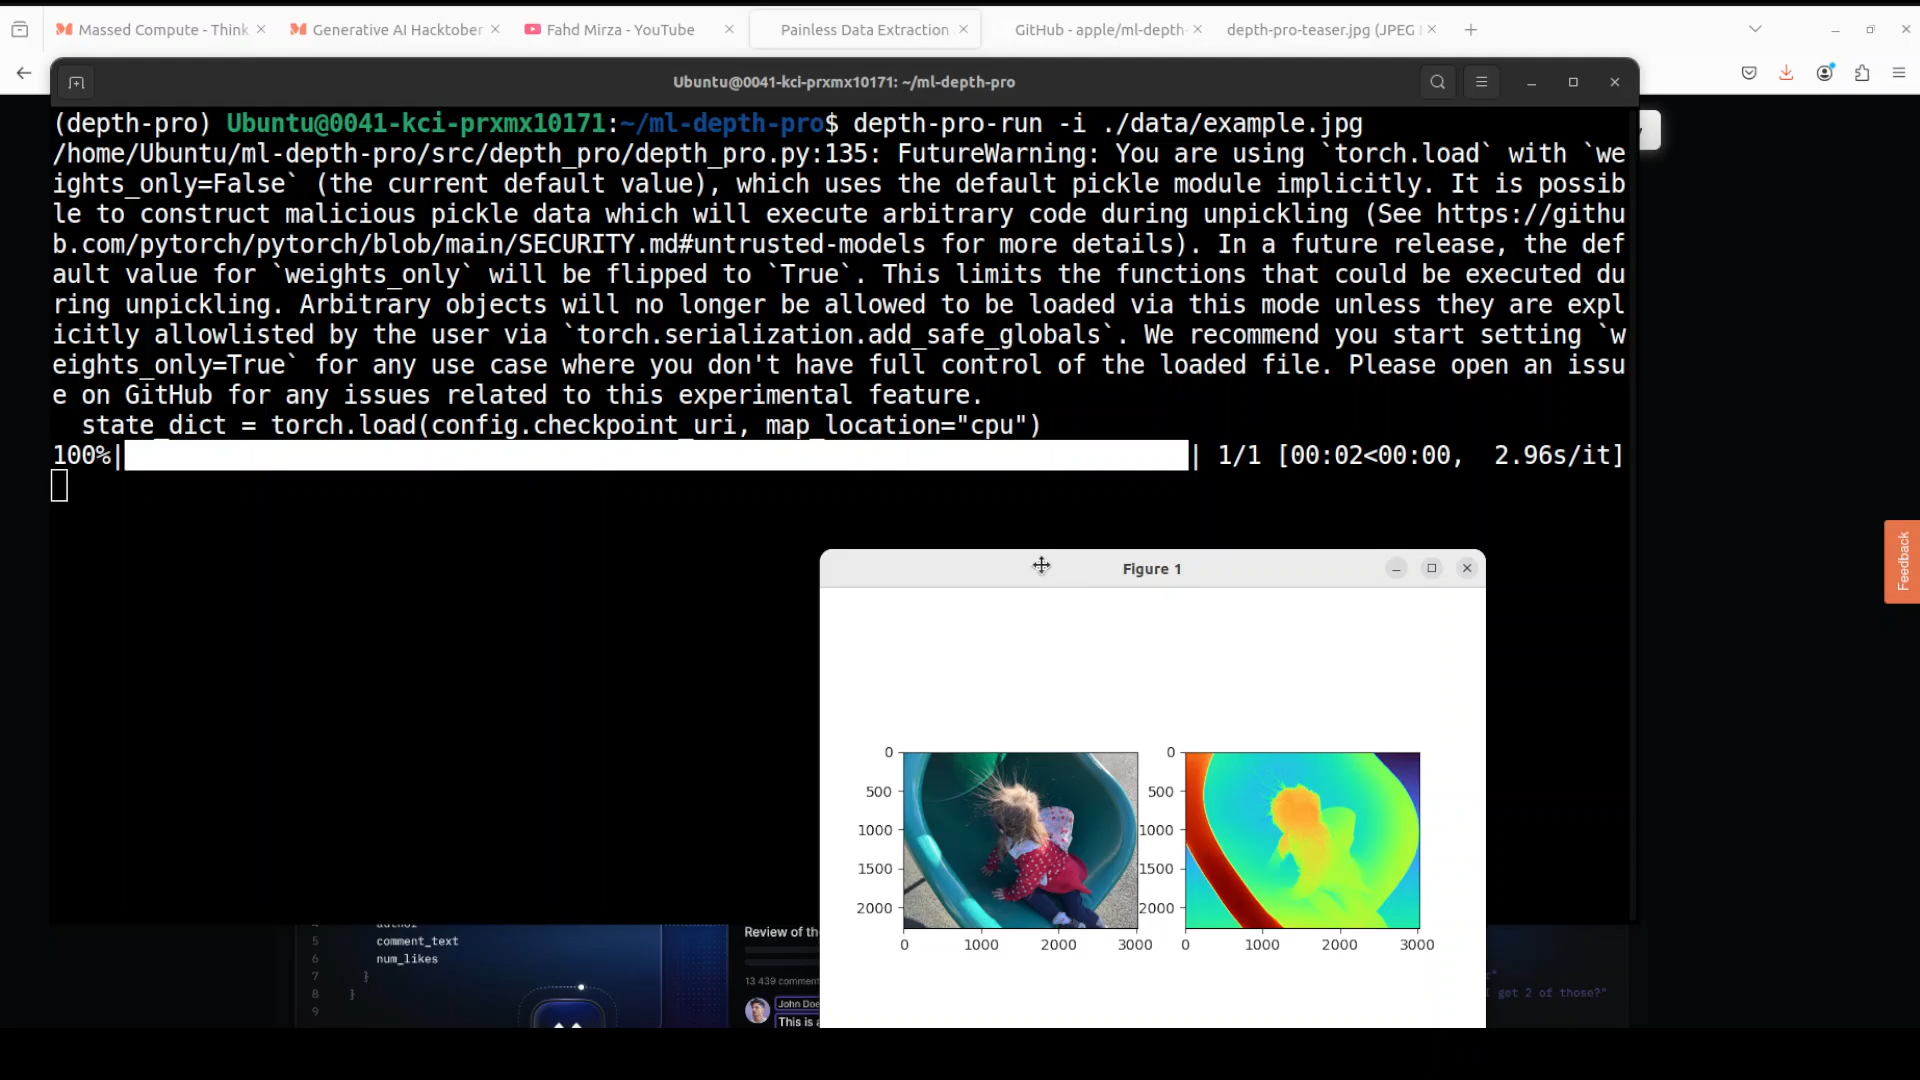 Massed Compute - Think
Generative AI Hacktober
Fahd Mirza - YouTube
Painless Data Extraction
GitHub - apple/ml-depth-
depth-pro-teaser.jpg (JPEG
Ubuntu@0041-kci-prxmx10171: ~/ml-depth-pro
(depth-pro) Ubuntu@0041-kci-prxmx10171:~/ml-depth-pro$ depth-pro-run -i ./data/example.jpg
/home/Ubuntu/ml-depth-pro/src/depth_pro/depth_pro.py:135: FutureWarning: You are using `torch.load` with `we
ights_only=False` (the current default value), which uses the default pickle module implicitly. It is possib
le to construct malicious pickle data which will execute arbitrary code during unpickling (See https://githu
b.com/pytorch/pytorch/blob/main/SECURITY.md#untrusted-models for more details). In a future release, the def
ault value for `weights_only` will be flipped to `True`. This limits the functions that could be executed du
ring unpickling. Arbitrary objects will no longer be allowed to be loaded via this mode unless they are expl
icitly allowlisted by the user via `torch.serialization.add_safe_globals`. We recommend you start setting `w
eights_only=True` for any use case where you don't have full control of the loaded file. Please open an issu
e on GitHub for any issues related to this experimental feature.
state_dict = torch.load(config.checkpoint_uri, map_location="cpu")
100%| | 1/1 [00:02<00:00, 2.96s/it]
Feedback
Figure 1
0
500
1000
1500
2000
0 1000 2000 3000
0
500
1000
1500
2000
0 1000 2000 3000
5 comment_text
6 num_likes
7 }
8 }
9
Review of th
13 439 comment
John Doe
This is a
got 2 of those?"